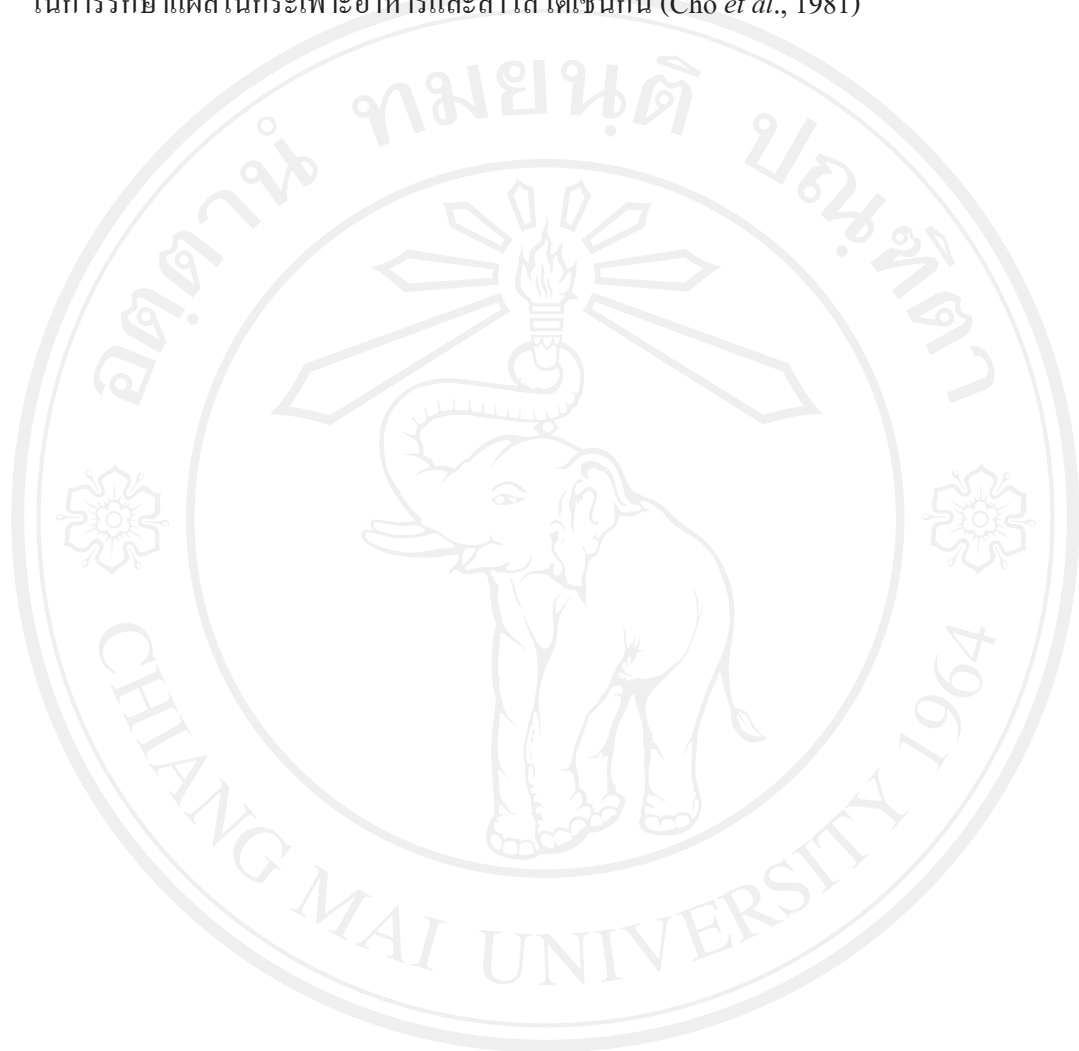 ในการรักษาแผลในกระเพาะอาหารและลำไส้ ได้เช่นกัน (Cho et al., 1981)
อตฺตานํ ทมยนฺติ ปณฺฑิตา
CHIANG MAI UNIVERSITY 1964